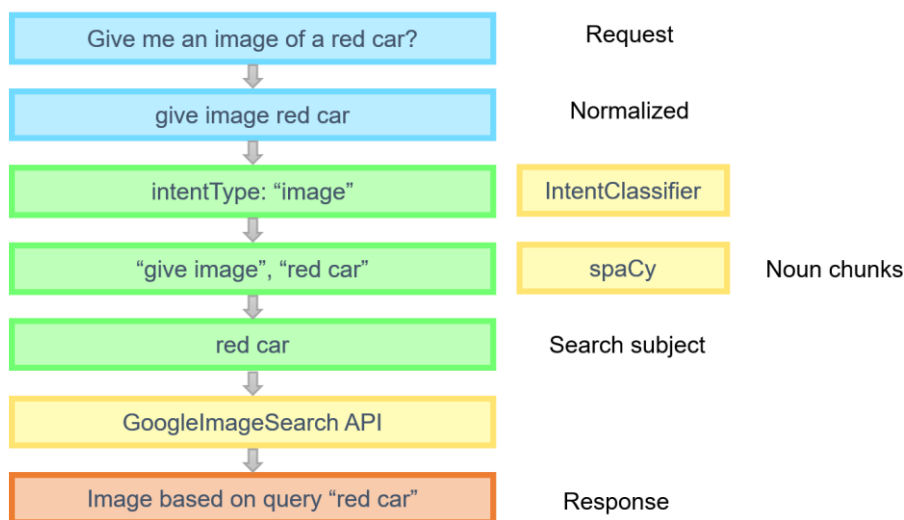 Give me an image of a red car? Request
give image red car Normalized
intentType: “image” IntentClassifier
“give image”, “red car” spaCy Noun chunks
red car Search subject
GoogleImageSearch API
Image based on query “red car” Response